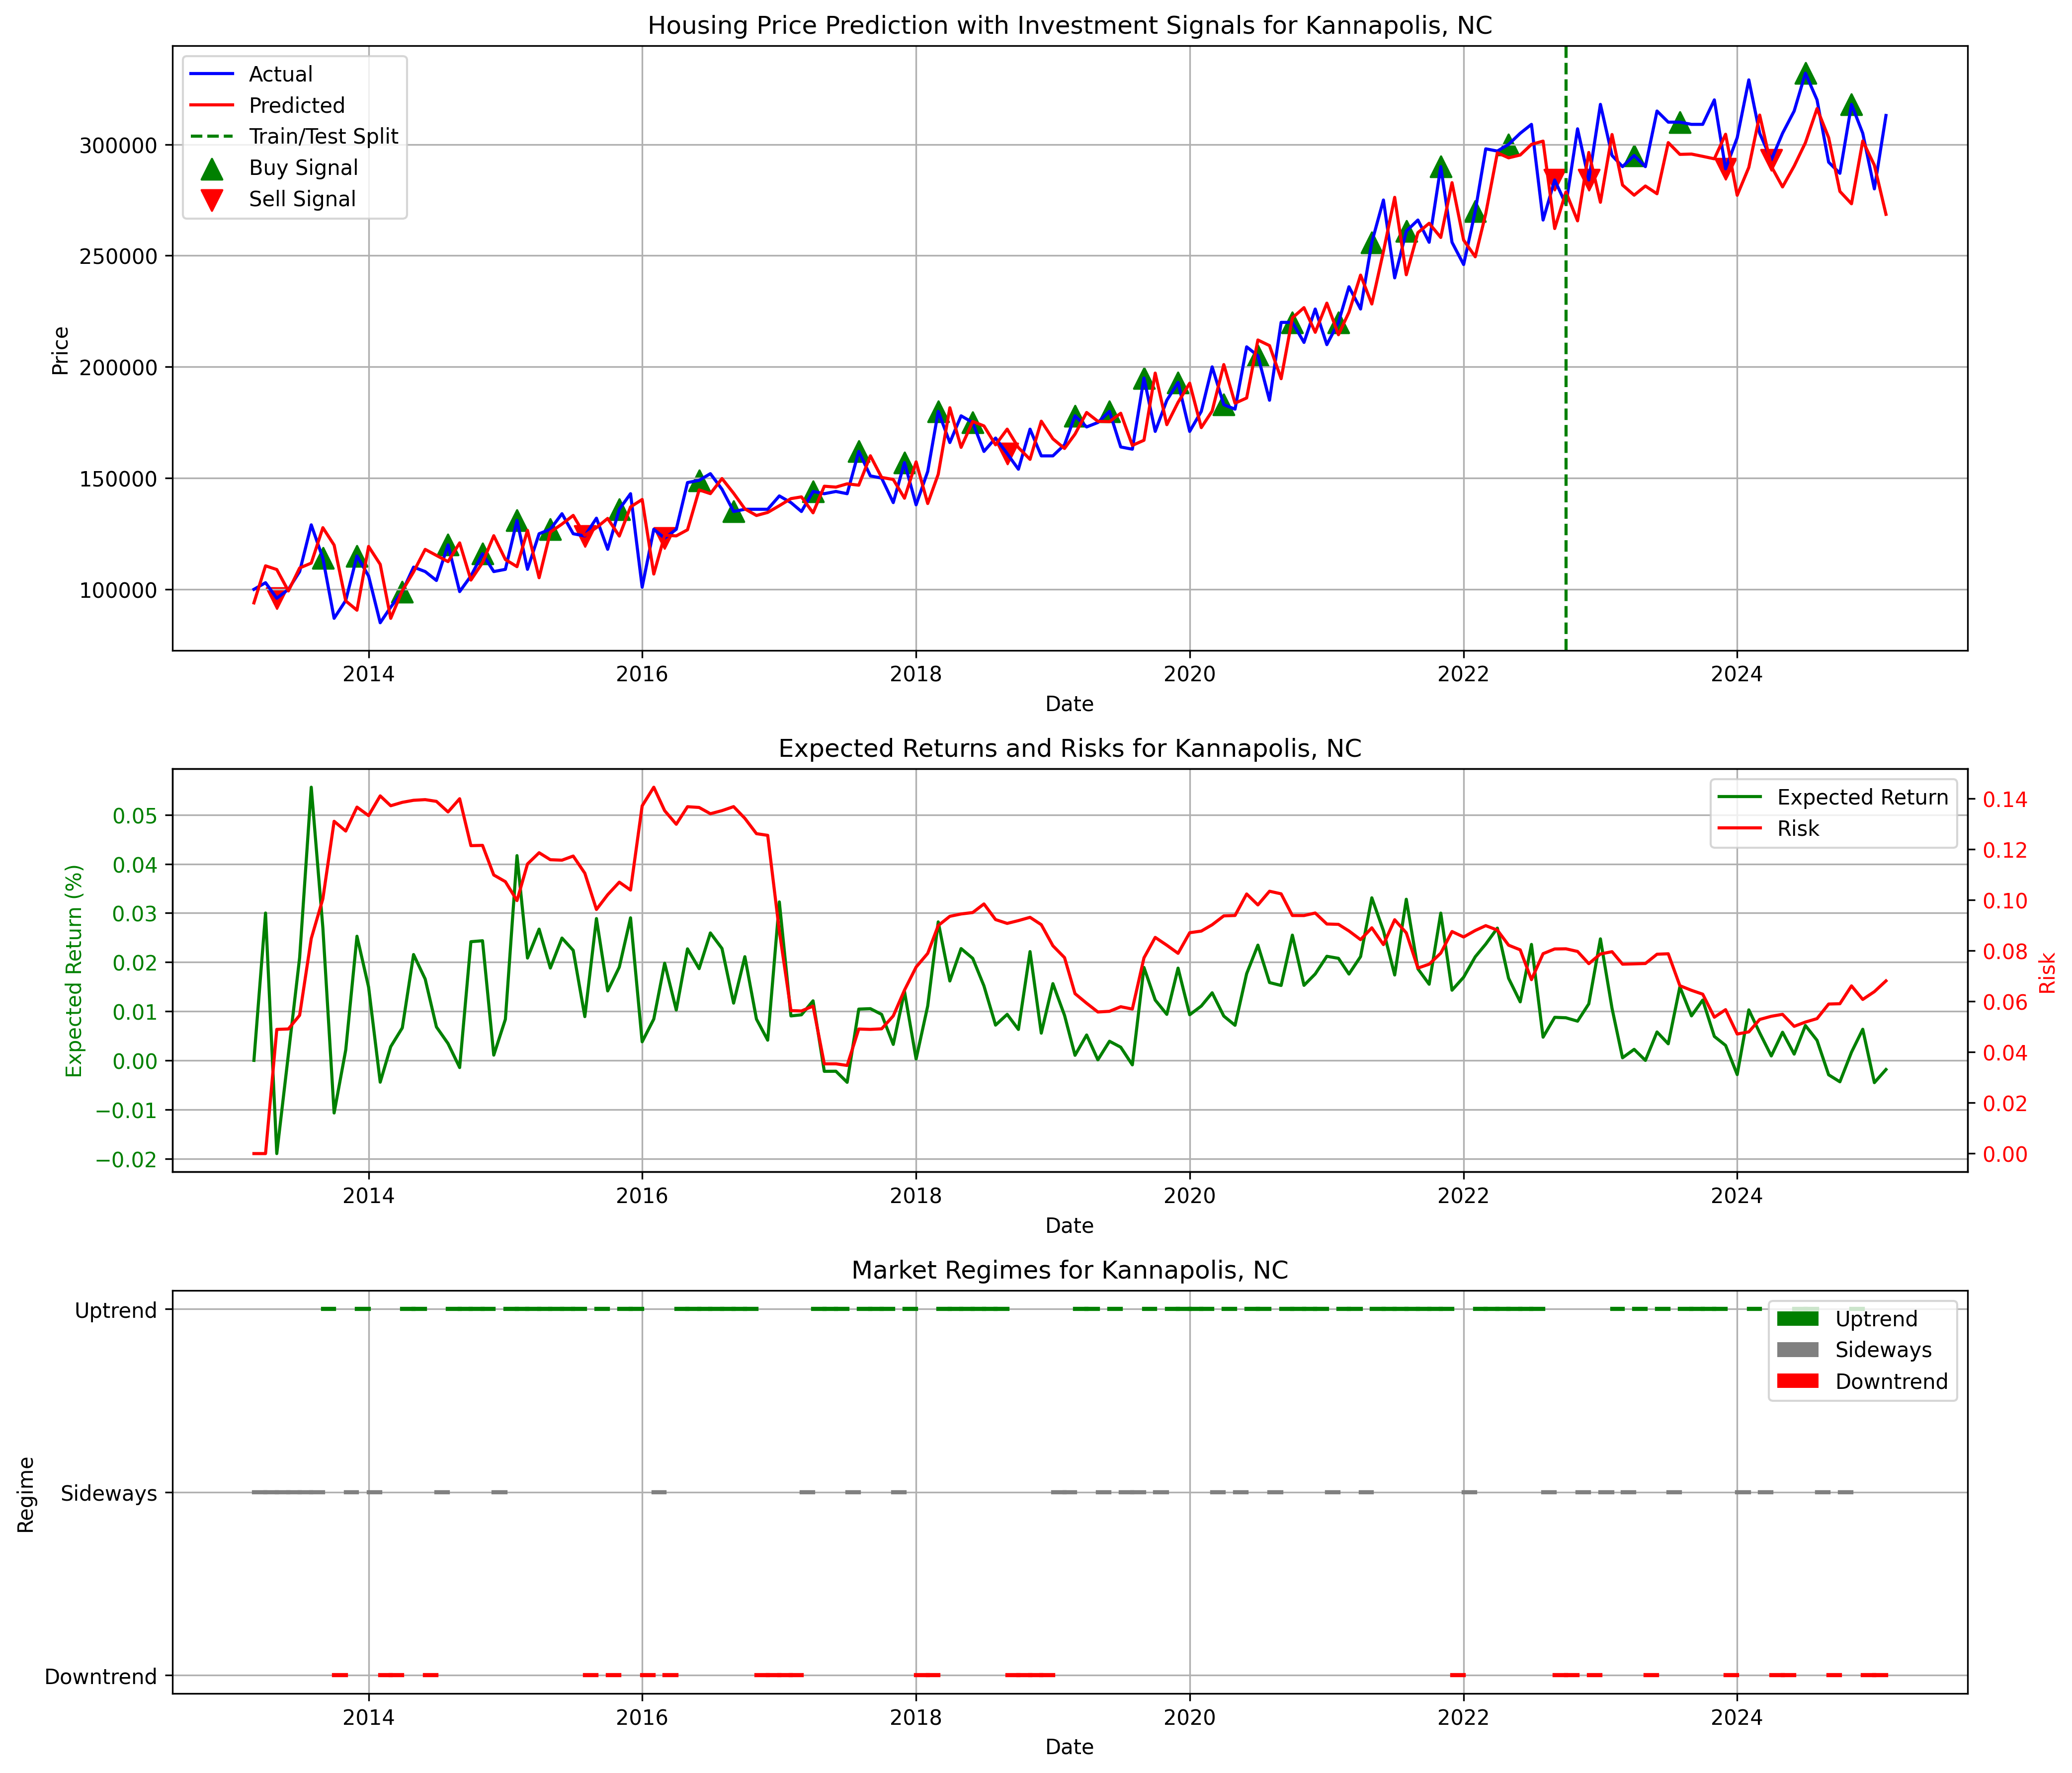 Housing Price Prediction with Investment Signals for Kannapolis, NC
Actual
Predicted
Train/Test Split
Buy Signal
Sell Signal
Price
300000
250000
200000
150000
100000
2014 2016 2018 2020 2022 2024
Date
Expected Returns and Risks for Kannapolis, NC
Expected Return
Risk
Expected Return (%)
0.05
0.04
0.03
0.02
0.01
0.00
−0.01
−0.02
0.14
0.12
0.10
0.08
0.06
0.04
0.02
0.00
Risk
2014 2016 2018 2020 2022 2024
Date
Market Regimes for Kannapolis, NC
Uptrend
Sideways
Downtrend
Regime
Uptrend
Sideways
Downtrend
2014 2016 2018 2020 2022 2024
Date